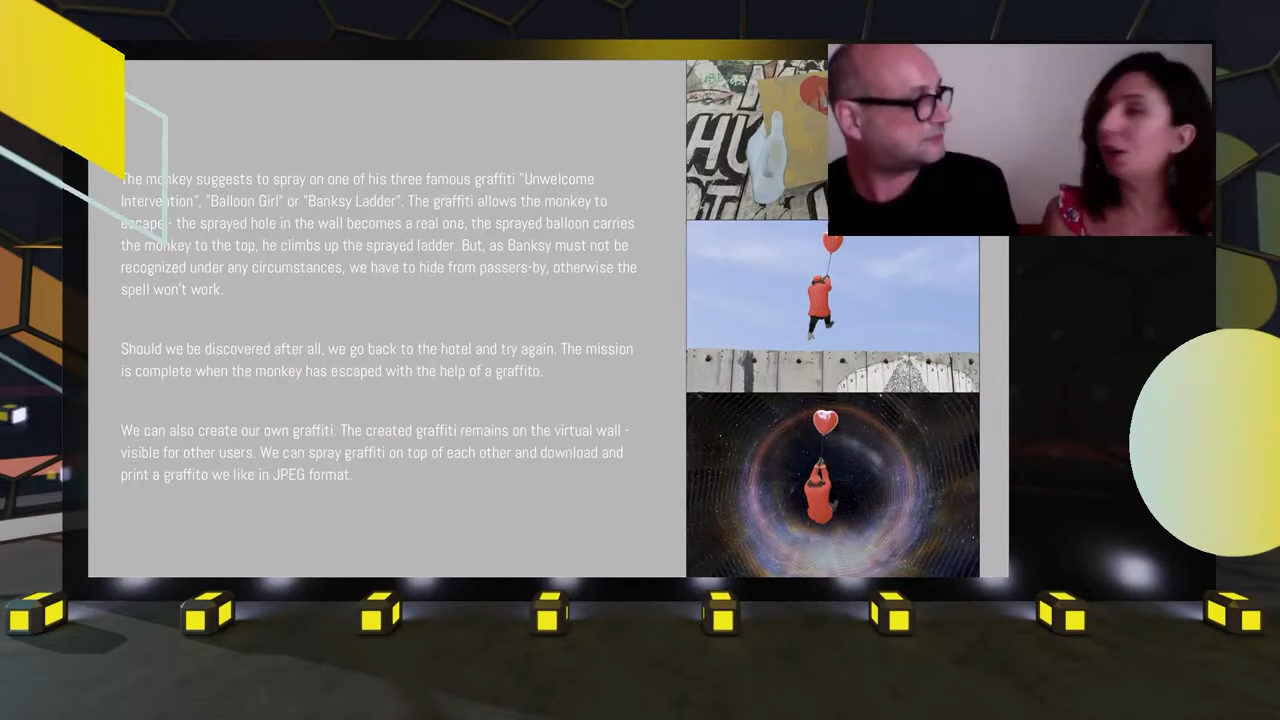 The monkey suggests to spray on one of his three famous graffiti "Unwelcome
Intervention", "Balloon Girl" or "Banksy Ladder". The graffiti allows the monkey to
escape - the sprayed hole in the wall becomes a real one, the sprayed balloon carries
the monkey to the top, he climbs up the sprayed ladder. But, as Banksy must not be
recognized under any circumstances, we have to hide from passers-by, otherwise the
spell won't work.
Should we be discovered after all, we go back to the hotel and try again. The mission
is complete when the monkey has escaped with the help of a graffito.
We can also create our own graffiti. The created graffiti remains on the virtual wall -
visible for other users. We can spray graffiti on top of each other and download and
print a graffito we like in JPEG format.